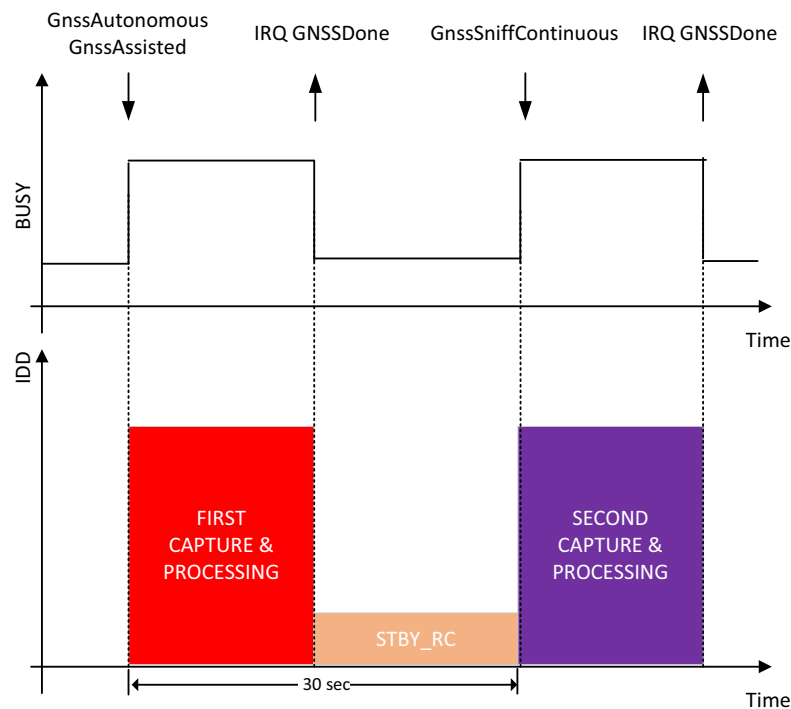 GnssAutonomous
GnssAssisted
IRQ GNSSDone
GnssSniffContinuous
IRQ GNSSDone
BUSY
Time
IDD
FIRST
CAPTURE &
PROCESSING
STBY_RC
SECOND
CAPTURE &
PROCESSING
30 sec
Time